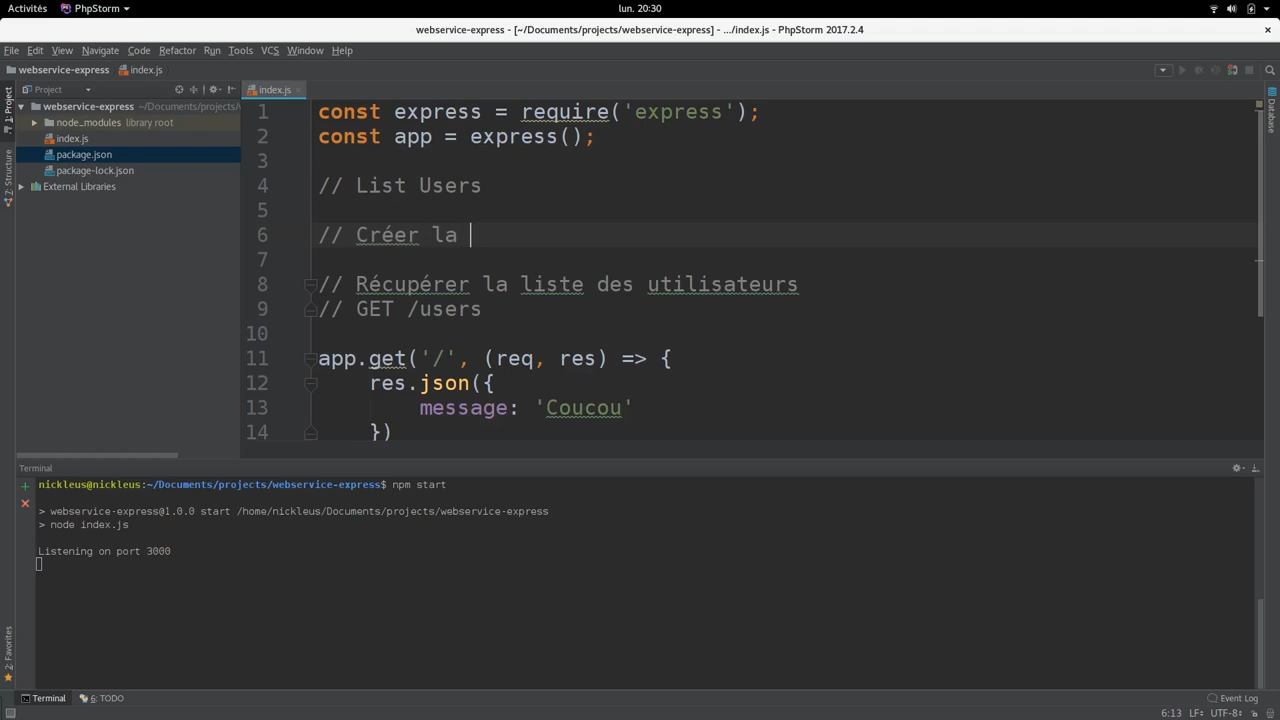 Activités PhpStorm lun. 20:30
webservice-express - [~/Documents/projects/webservice-express] - .../index.js - PhpStorm 2017.2.4
File Edit View Navigate Code Refactor Run Tools VCS Window Help
webservice-express index.js
Project index.js
webservice-express ~/Documents/projects/
node_modules library root
index.js
package.json
package-lock.json
External Libraries
Project
7: Structure
2: Favorites
Database
1 const express = require('express');
2 const app = express();
3
4 // List Users
5
6 // Créer la
7
8 // Récupérer la liste des utilisateurs
9 // GET /users
10
11 app.get('/', (req, res) => {
12 res.json({
13 message: 'Coucou'
14 })
Terminal
nickleus@nickleus:~/Documents/projects/webservice-express$ npm start
> webservice-express@1.0.0 start /home/nickleus/Documents/projects/webservice-express
> node index.js
Listening on port 3000
Terminal 6: TODO Event Log
6:13 LF UTF-8